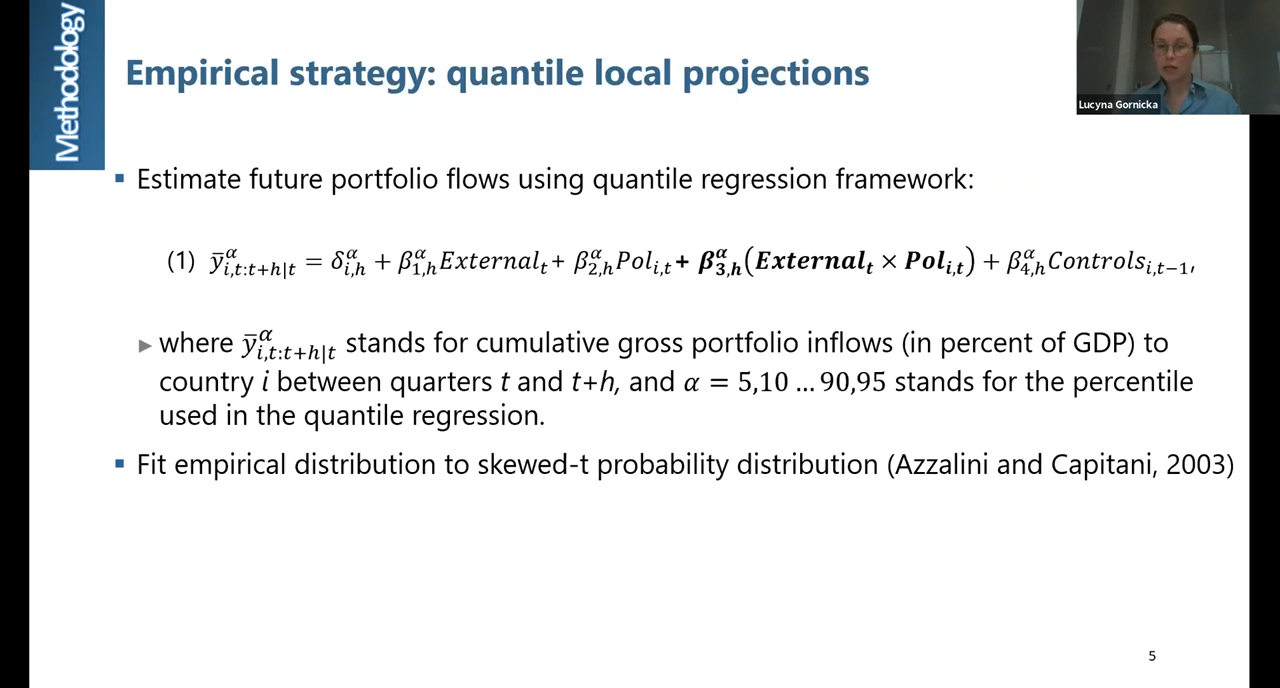 Methodology
Empirical strategy: quantile local projections
Lucyna Gornicka
▪ Estimate future portfolio flows using quantile regression framework:
(1) ȳ^α_{i,t:t+h|t} = δ^α_{i,h} + β^α_{1,h}External_t + β^α_{2,h}Pol_{i,t} + β^α_{3,h}(External_t × Pol_{i,t}) + β^α_{4,h}Controls_{i,t−1},
► where ȳ^α_{i,t:t+h|t} stands for cumulative gross portfolio inflows (in percent of GDP) to
country i between quarters t and t+h, and α = 5,10 … 90,95 stands for the percentile
used in the quantile regression.
▪ Fit empirical distribution to skewed-t probability distribution (Azzalini and Capitani, 2003)
5